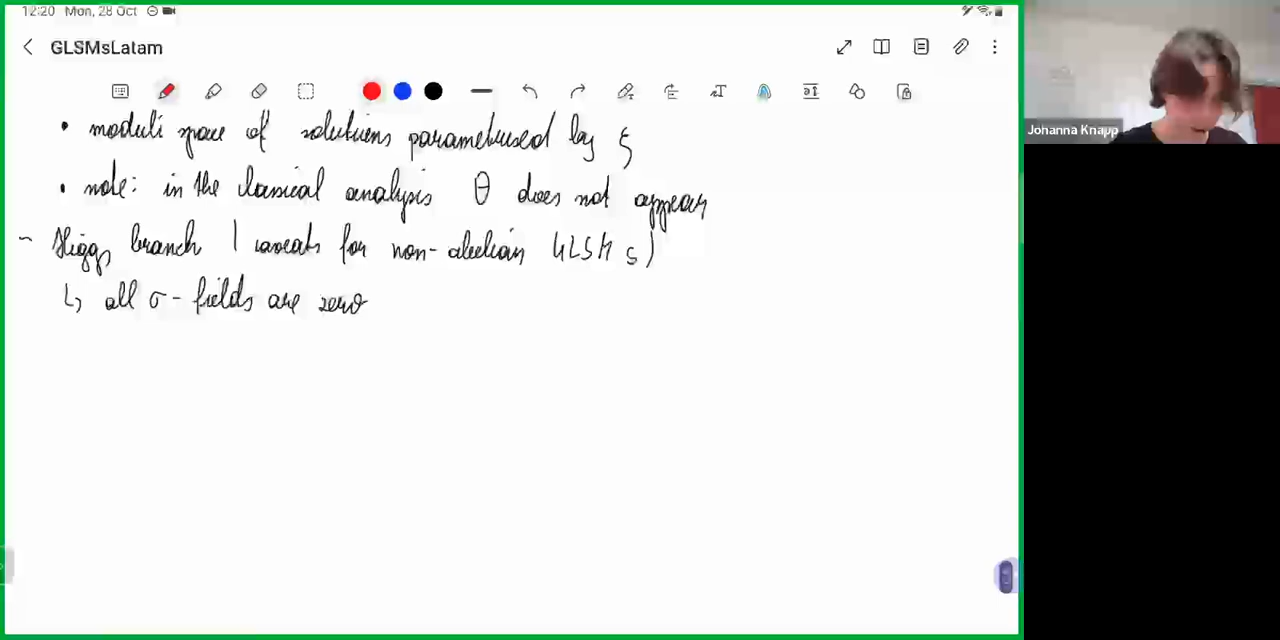 12:20 Mon, 28 Oct
GLSMsLatam
• moduli space of solutions parametrised by ξ
• note: in the classical analysis θ does not appear
- Higgs branch (caveats for non-abelian GLSMs)
↳ all σ-fields are zero
Johanna Knapp